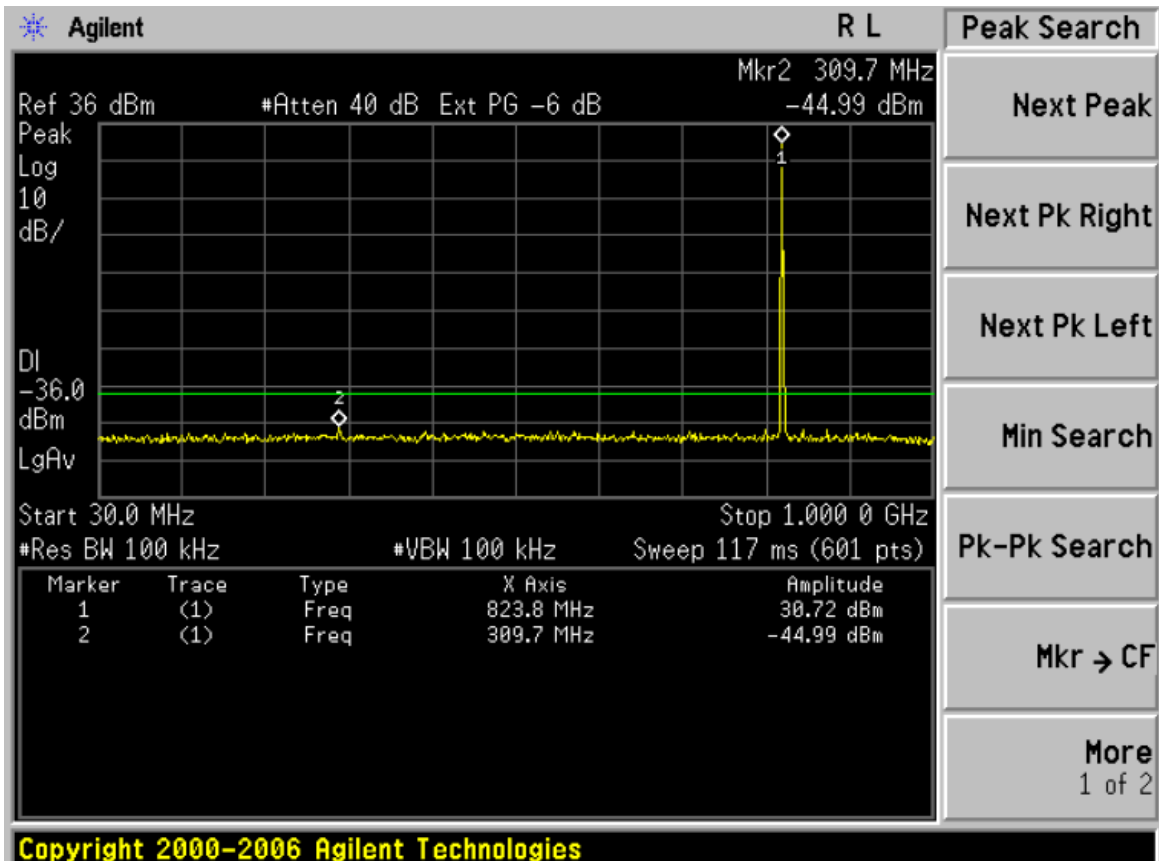 Agilent
R L
Peak Search
Mkr2 309.7 MHz
Ref 36 dBm #Atten 40 dB Ext PG -6 dB -44.99 dBm
Peak
Log
10
dB/
1
DI
-36.0
dBm
2
LgAv
Start 30.0 MHz Stop 1.000 0 GHz
#Res BW 100 kHz #VBW 100 kHz Sweep 117 ms (601 pts)
Marker Trace Type X Axis Amplitude
1 (1) Freq 823.8 MHz 30.72 dBm
2 (1) Freq 309.7 MHz -44.99 dBm
Next Peak
Next Pk Right
Next Pk Left
Min Search
Pk-Pk Search
Mkr → CF
More
1 of 2
Copyright 2000-2006 Agilent Technologies